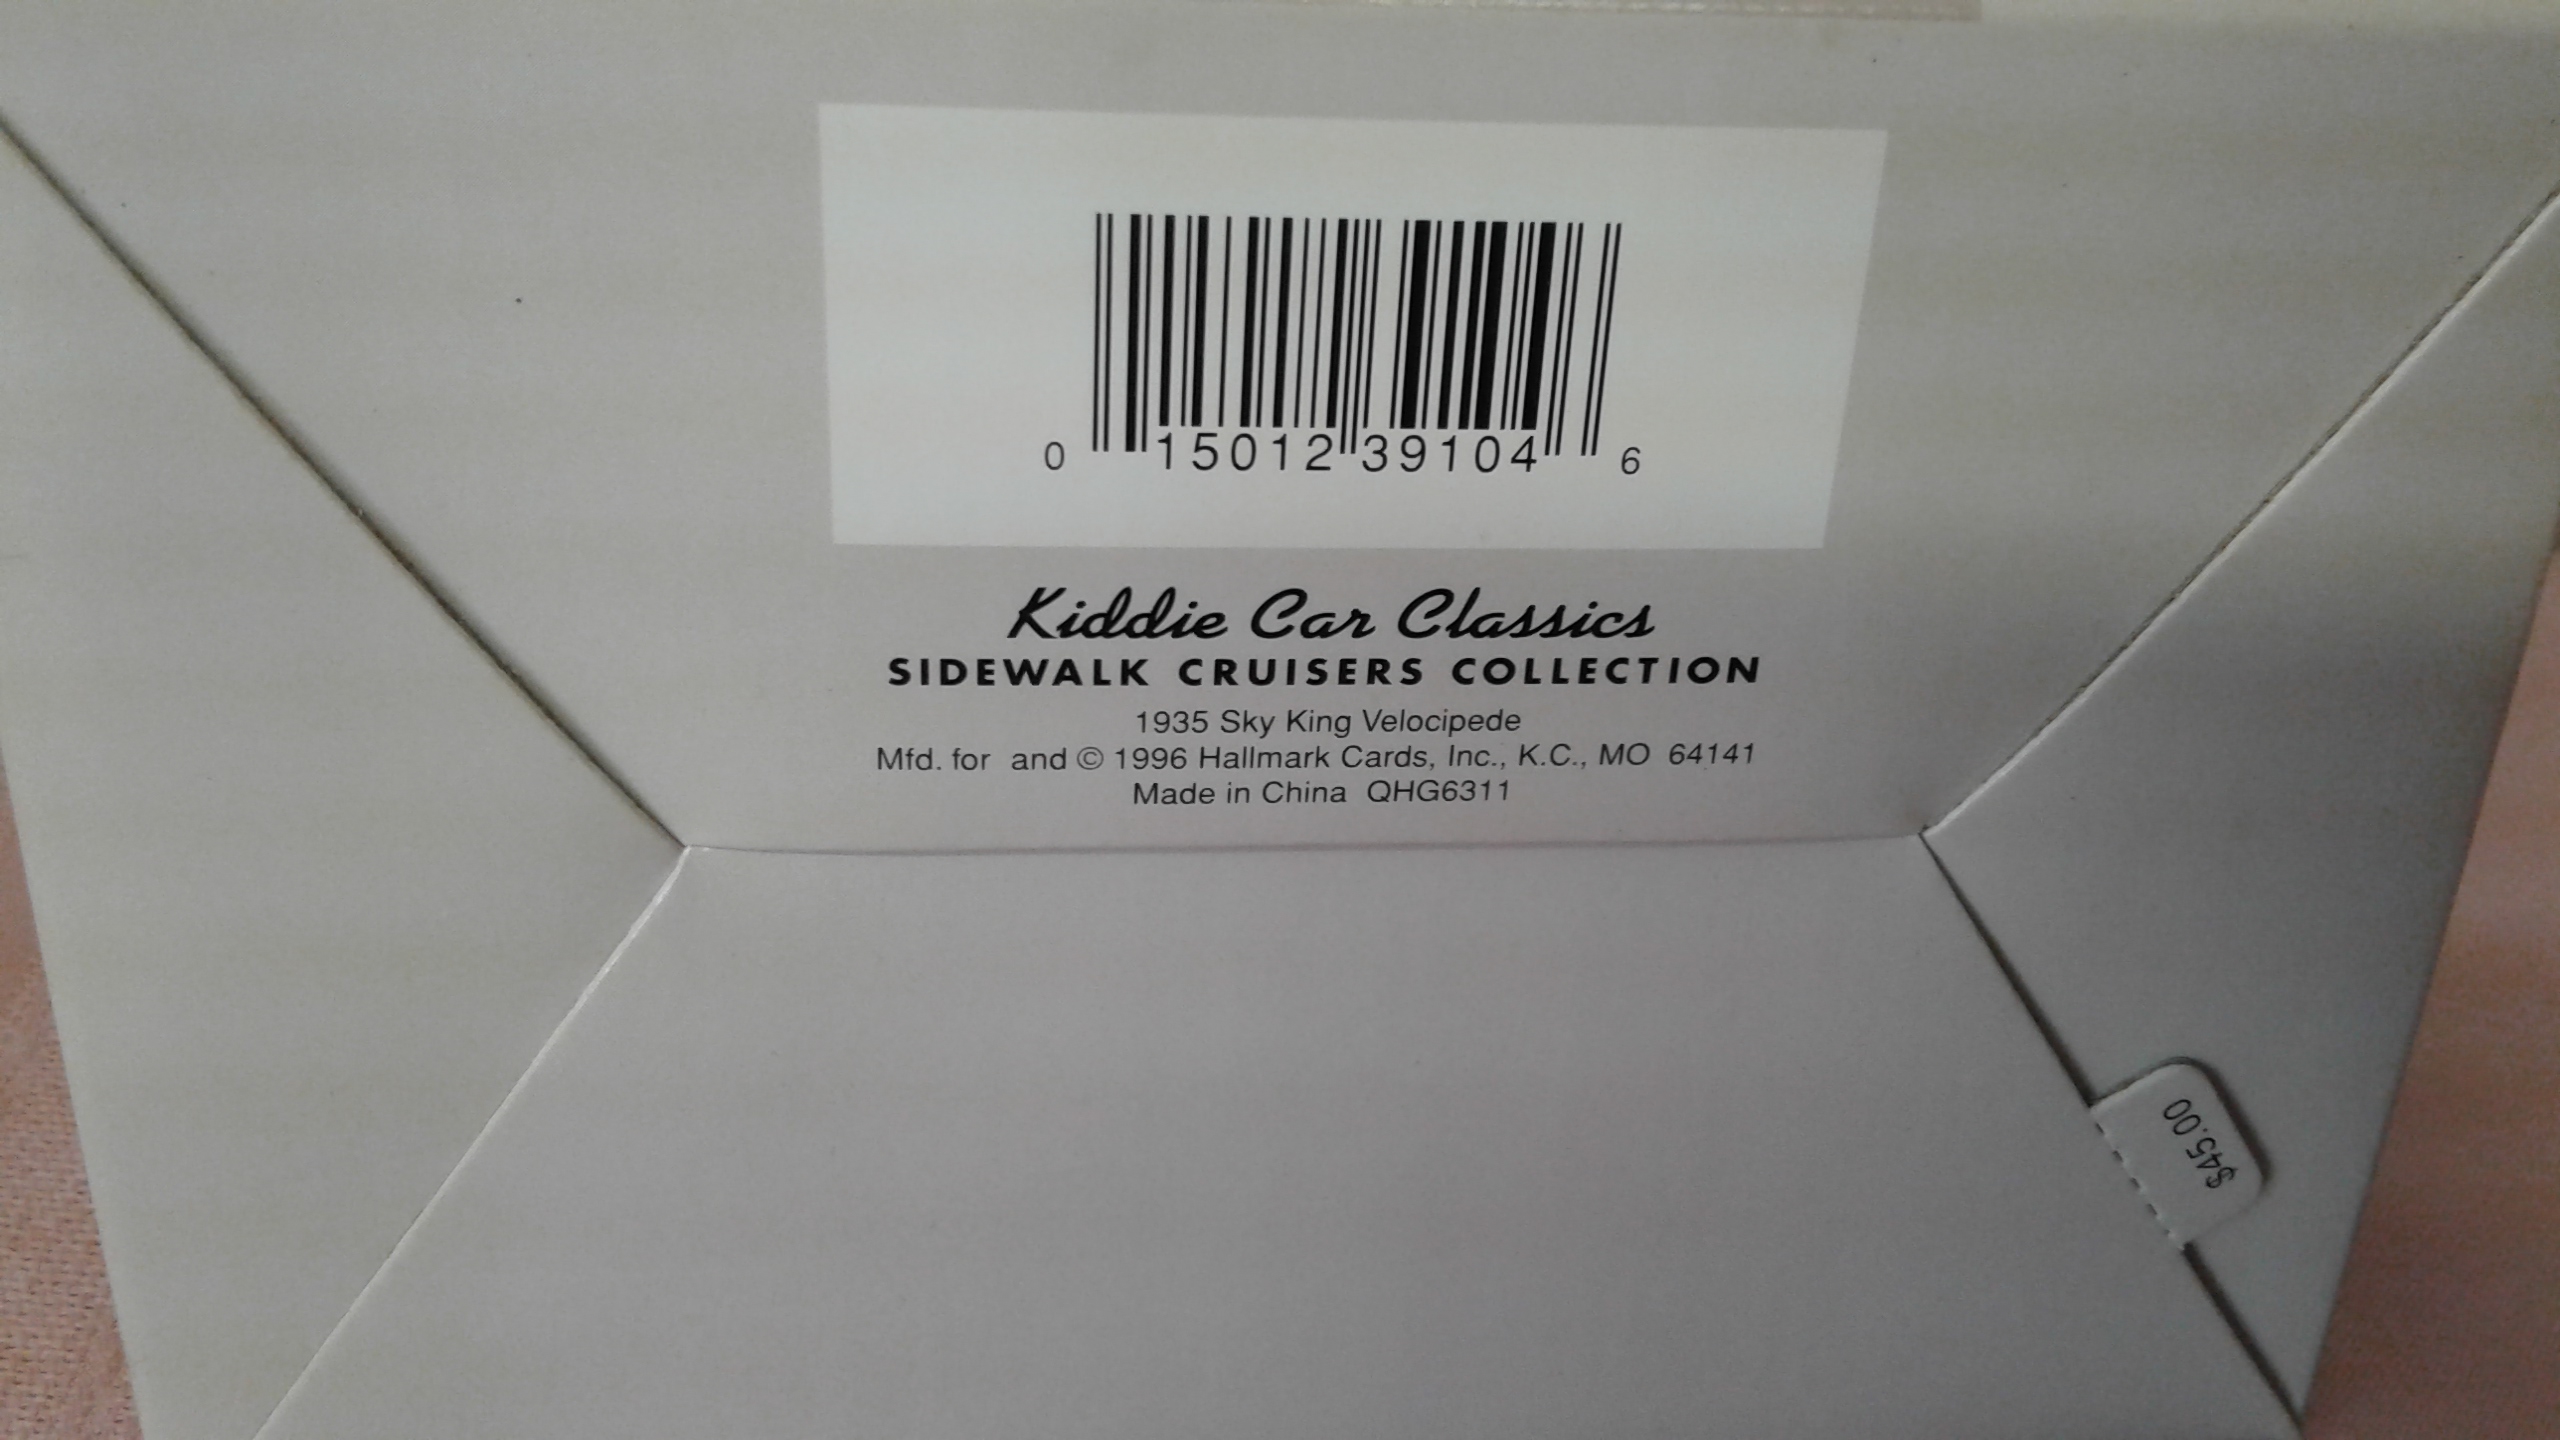 0 15012 39104 6
Kiddie Car Classics
SIDEWALK CRUISERS COLLECTION
1935 Sky King Velocipede
Mfd. for and © 1996 Hallmark Cards, Inc., K.C., MO 64141
Made in China QHG6311
$45.00